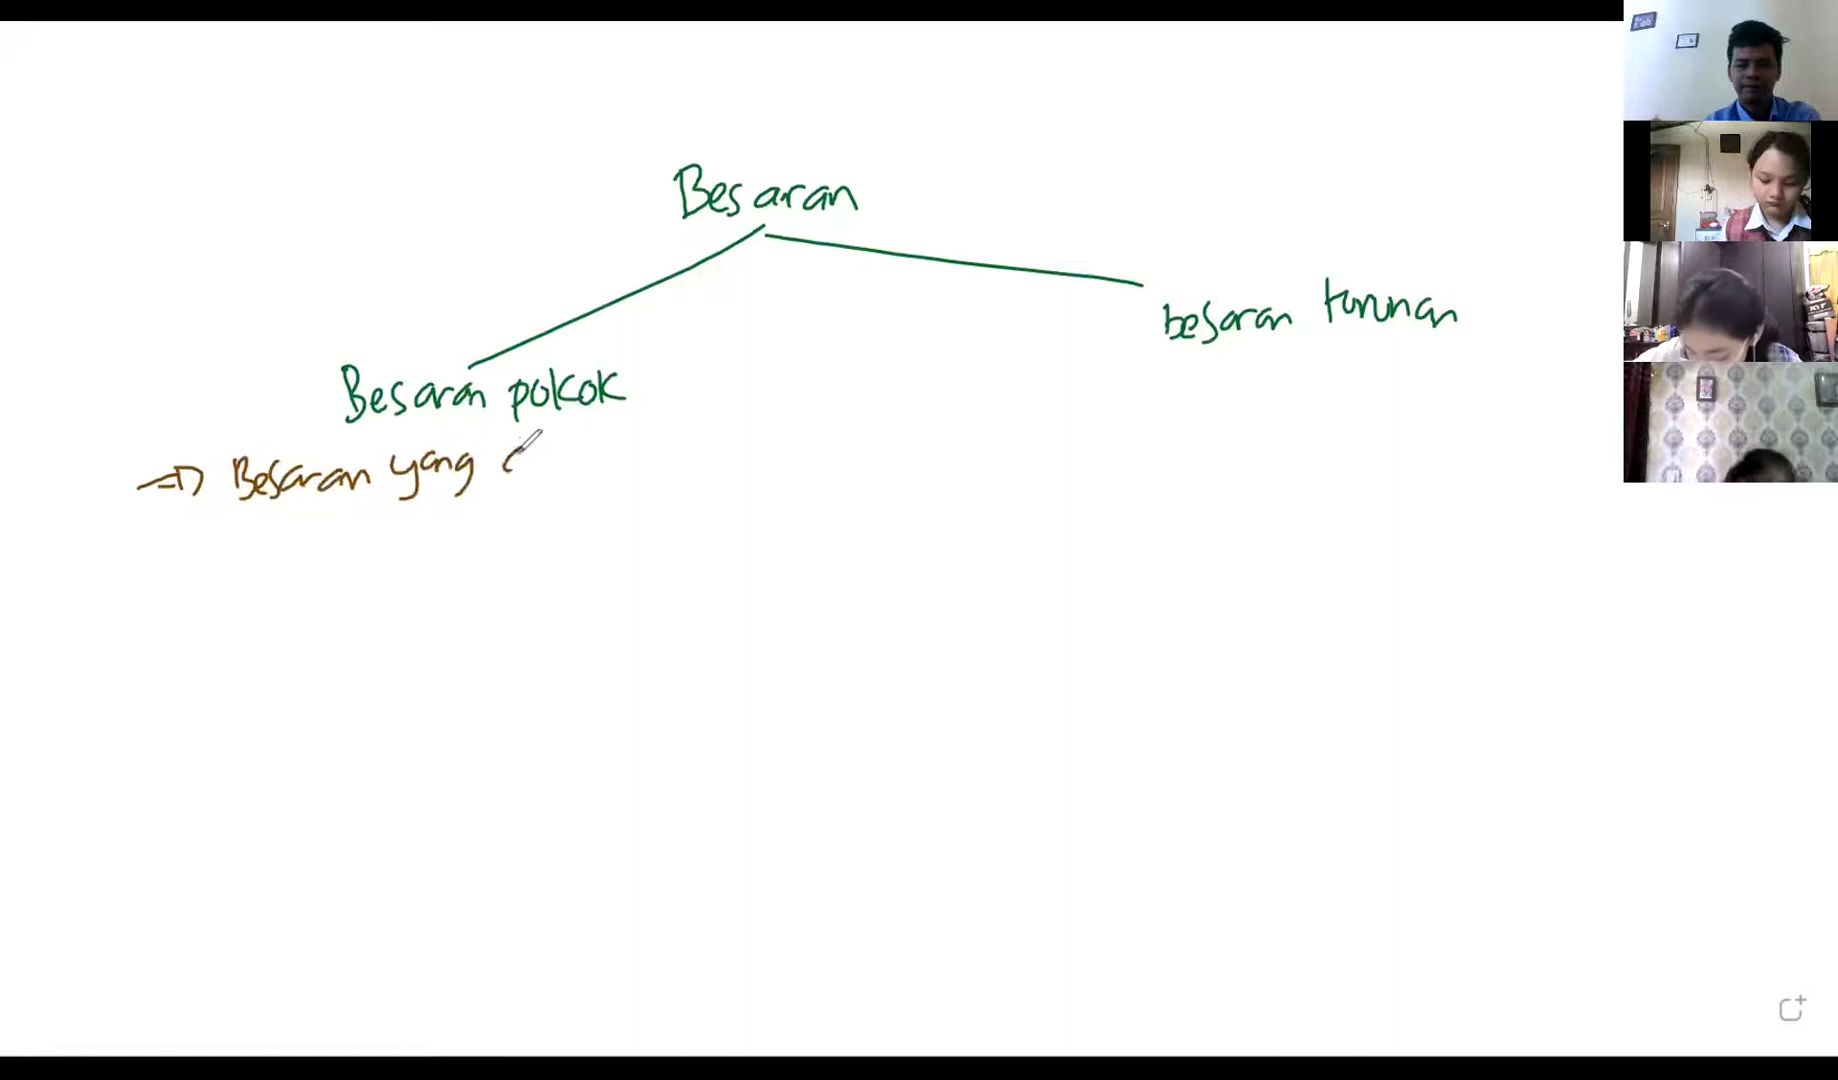 Besaran
besaran turunan
Besaran pokok
⇒ Besaran yang